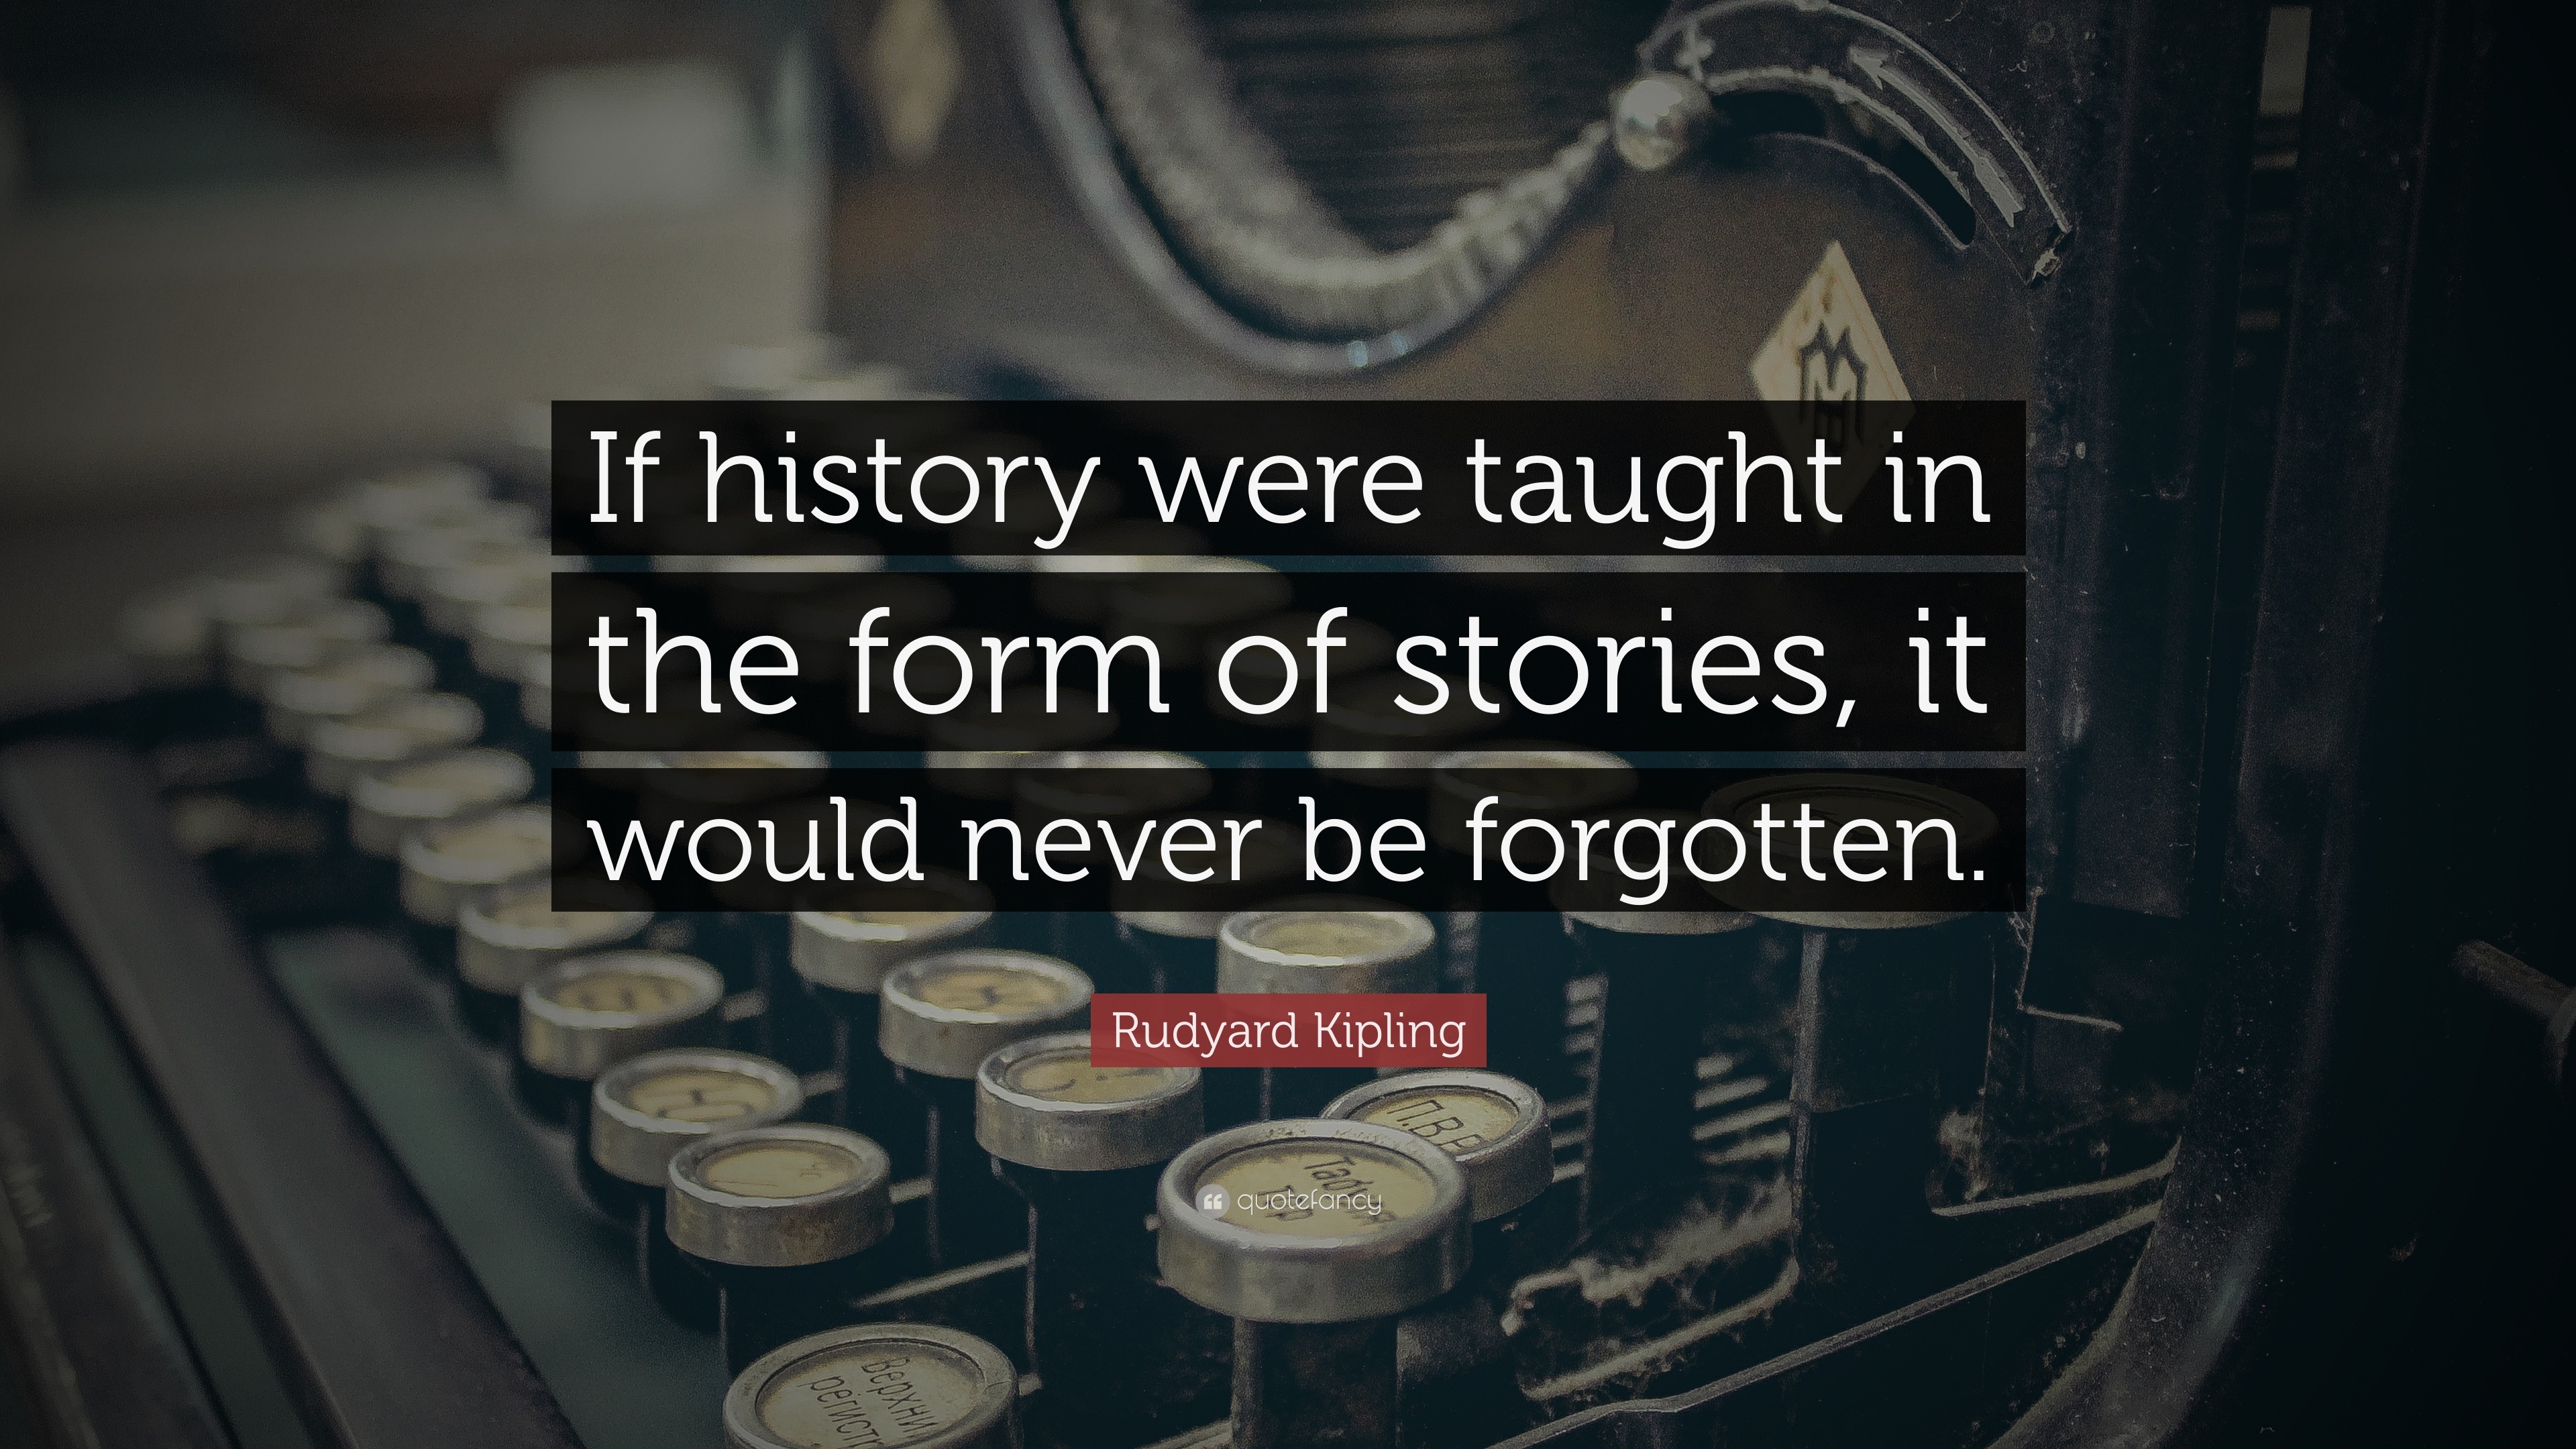 If history were taught in
the form of stories, it
would never be forgotten.
Rudyard Kipling
quotefancy